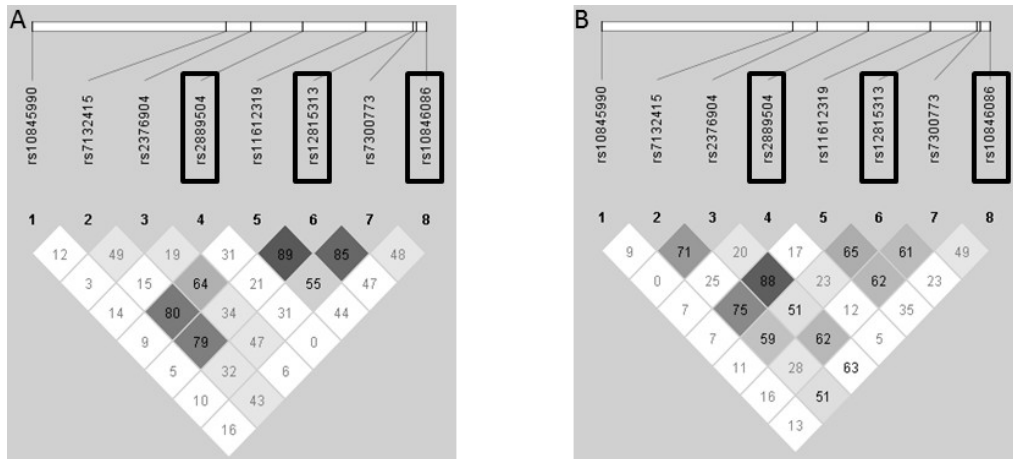 A
rs10845990
rs7132415
rs2376904
rs2889504
rs11612319
rs12815313
rs7300773
rs10846086
1 2 3 4 5 6 7 8
12 49 19 31 89 85 48
3 15 64 21 55 47
14 80 34 31 44
9 79 47 0
5 32 6
10 43
16
B
rs10845990
rs7132415
rs2376904
rs2889504
rs11612319
rs12815313
rs7300773
rs10846086
1 2 3 4 5 6 7 8
9 71 20 17 65 61 49
0 25 88 23 62 23
7 75 51 12 35
7 59 62 5
11 28 63
16 51
13